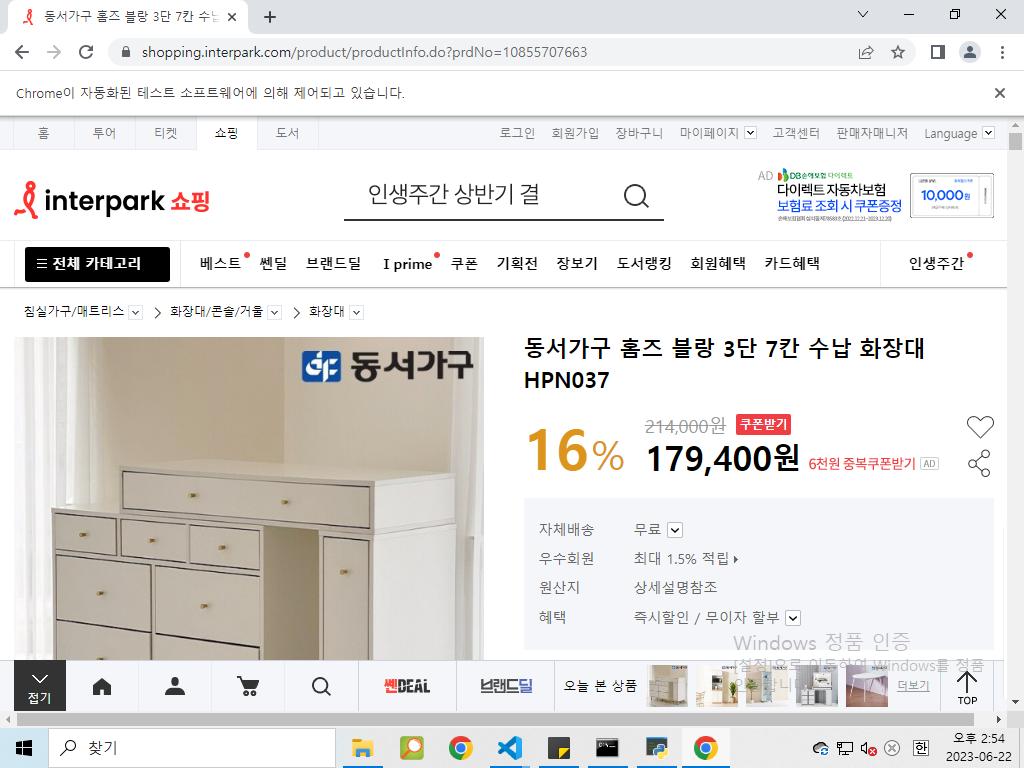 동서가구 홈즈 블랑 3단 7칸 수납
shopping.interpark.com/product/productInfo.do?prdNo=10855707663
Chrome이 자동화된 테스트 소프트웨어에 의해 제어되고 있습니다.
홈 투어 티켓 쇼핑 도서 로그인 회원가입 장바구니 마이페이지 고객센터 판매자매니저 Language
interpark 쇼핑
인생주간 상반기 결
AD DB손해보험 다이렉트
다이렉트 자동차보험
보험료 조회 시 쿠폰증정
10,000원
전체 카테고리 베스트 쎈딜 브랜드딜 I prime 쿠폰 기획전 장보기 도서랭킹 회원혜택 카드혜택 인생주간
침실가구/매트리스 화장대/콘솔/거울 화장대
동서가구
동서가구 홈즈 블랑 3단 7칸 수납 화장대
HPN037
16% 214,000원 쿠폰받기
179,400원 6천원 중복쿠폰받기 AD
자체배송 무료
우수회원 최대 1.5% 적립
원산지 상세설명참조
혜택 즉시할인 / 무이자 할부
Windows 정품 인증
[설정]으로 이동하여 Windows를 정품
접기 쎈DEAL 브랜드딜 오늘 본 상품 더보기 TOP
찾기
한
오후 2:54
2023-06-22